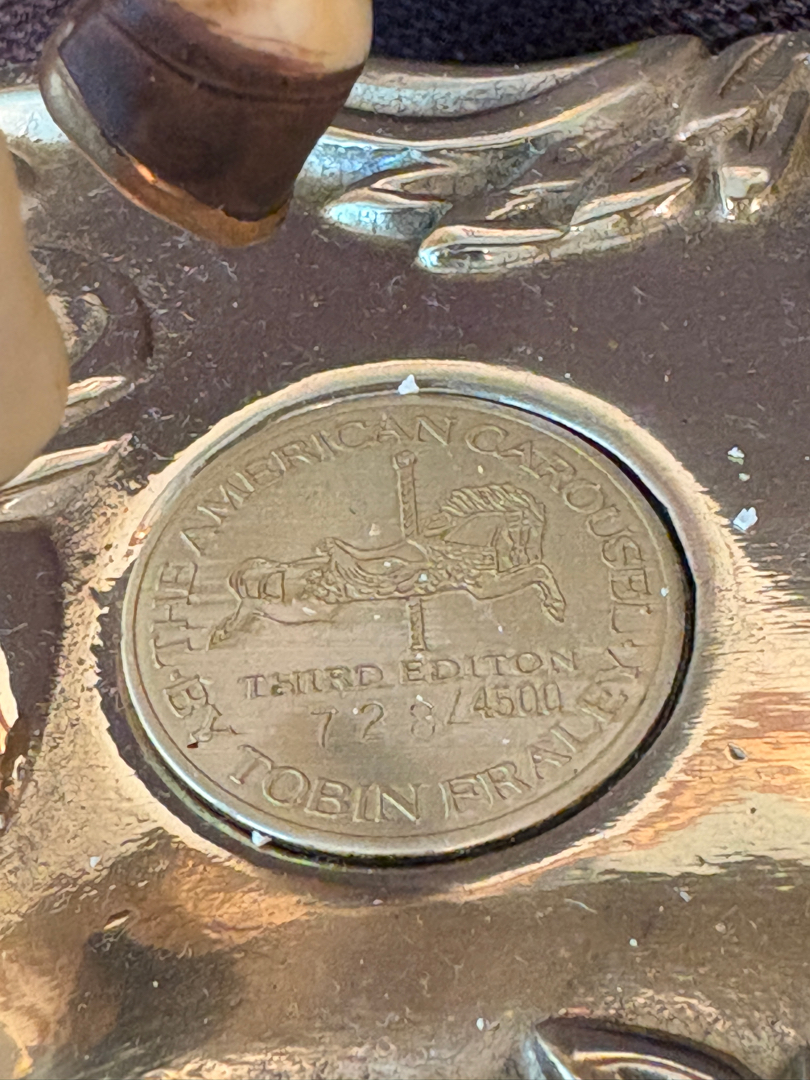 ·THE AMERICAN CAROUSEL·
THIRD EDITON
728/4500
BY TOBIN FRALEY